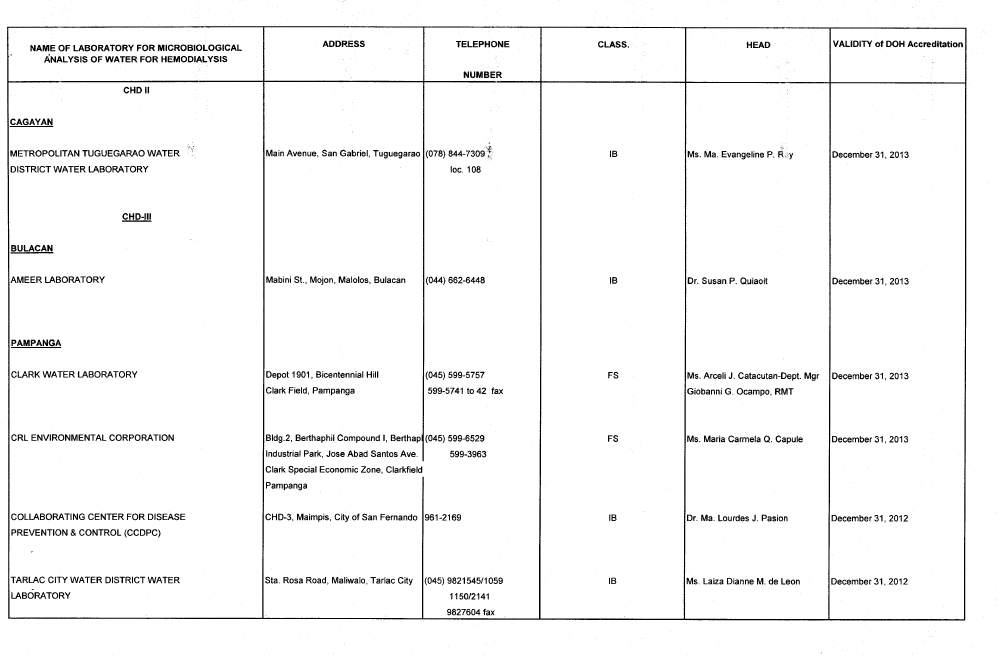 NAME OF LABORATORY FOR MICROBIOLOGICAL ANALYSIS OF WATER FOR HEMODIALYSIS | ADDRESS | TELEPHONE NUMBER | CLASS. | HEAD | VALIDITY of DOH Accreditation
CHD II
CAGAYAN
METROPOLITAN TUGUEGARAO WATER | Main Avenue, San Gabriel, Tuguegarao | (078) 844-7309 | IB | Ms. Ma. Evangeline P. | December 31, 2013
DISTRICT WATER LABORATORY | loc. 108
CHD-III
BULACAN
AMEER LABORATORY | Mabini St., Mojon, Malolos, Bulacan | (044) 662-6448 | IB | Dr. Susan P. Quiaoit | December 31, 2013
PAMPANGA
CLARK WATER LABORATORY | Depot 1901, Bicentennial Hill | (045) 599-5757 | FS | Ms. Arceli J. Catacutan-Dept. Mgr | December 31, 2013
Clark Field, Pampanga | 599-5741 to 42 fax | Giobanni G. Ocampo, RMT
CRL ENVIRONMENTAL CORPORATION | Bldg.2, Berthaphil Compound I, Berthap | (045) 599-6529 | FS | Ms. Maria Carmela Q. Capule | December 31, 2013
Industrial Park, Jose Abad Santos Ave. | 599-3963
Clark Special Economic Zone, Clarkfield
Pampanga
COLLABORATING CENTER FOR DISEASE | CHD-3, Maimpis, City of San Fernando | 961-2169 | IB | Dr. Ma. Lourdes J. Pasion | December 31, 2012
PREVENTION & CONTROL (CCDPC)
TARLAC CITY WATER DISTRICT WATER | Sta. Rosa Road, Maliwalo, Tarlac City | (045) 9821545/1059 | IB | Ms. Laiza Dianne M. de Leon | December 31, 2012
LABORATORY | 1150/2141
9827604 fax